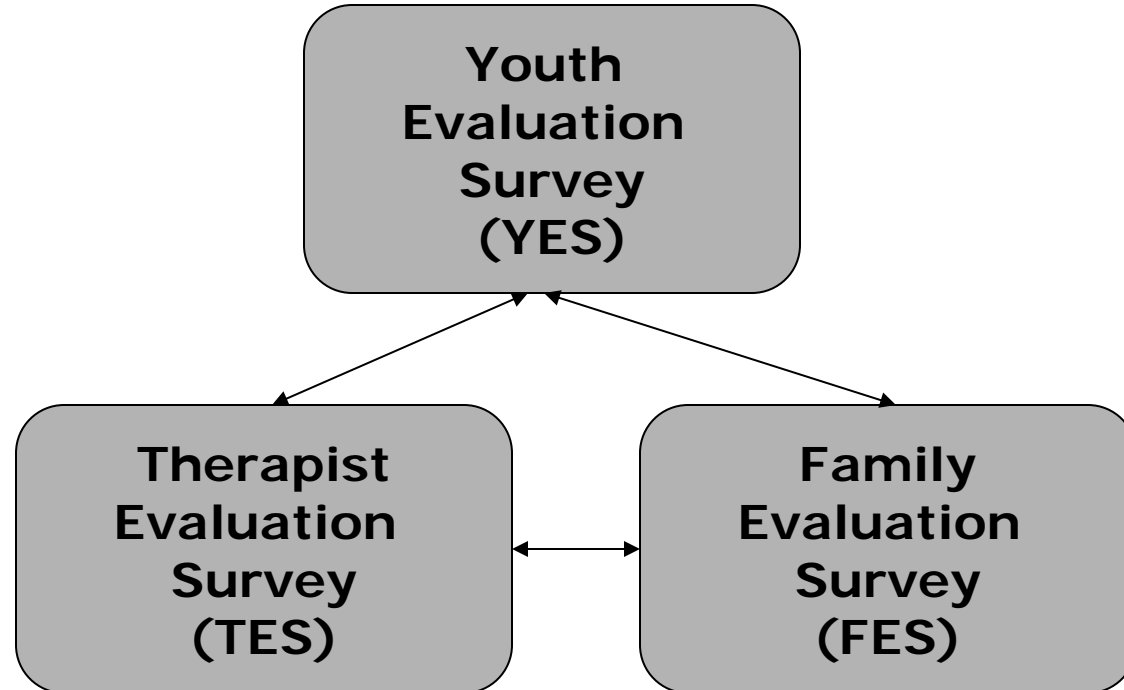 Youth
Evaluation
Survey
(YES)
Therapist
Evaluation
Survey
(TES)
Family
Evaluation
Survey
(FES)